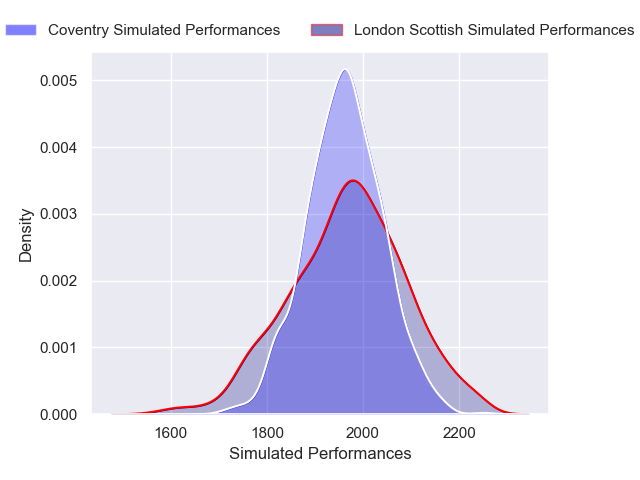 Coventry Simulated Performances
London Scottish Simulated Performances
0.005
0.004
0.003
0.002
0.001
0.000
Density
1600
1800
2000
2200
Simulated Performances